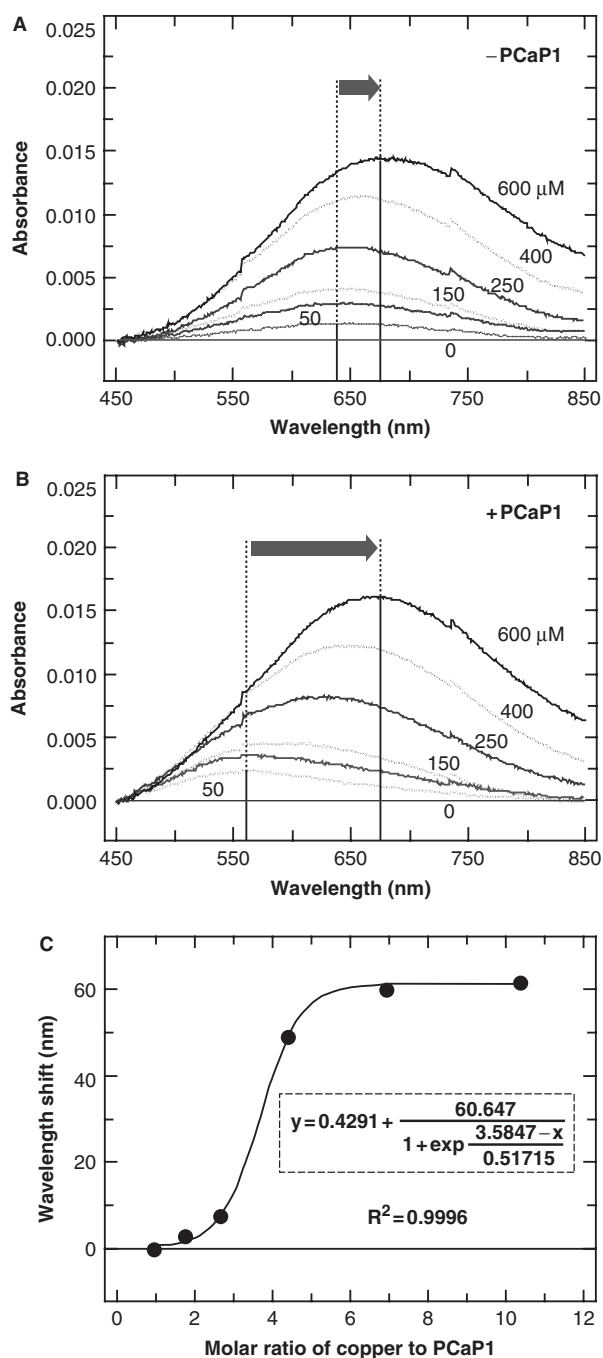 A
0.025
−PCaP1
0.020
0.015
600 μM
Absorbance
0.010
400
250
150
0.005
50
0.000
0
450 550 650 750 850
Wavelength (nm)
B
0.025
+PCaP1
0.020
0.015
600 μM
Absorbance
0.010
400
250
0.005
150
50
0.000
0
450 550 650 750 850
Wavelength (nm)
C
60
Wavelength shift (nm)
40
60.647
y=0.4291+
1+exp 3.5847−x
0.51715
20
R²=0.9996
0
0 2 4 6 8 10 12
Molar ratio of copper to PCaP1